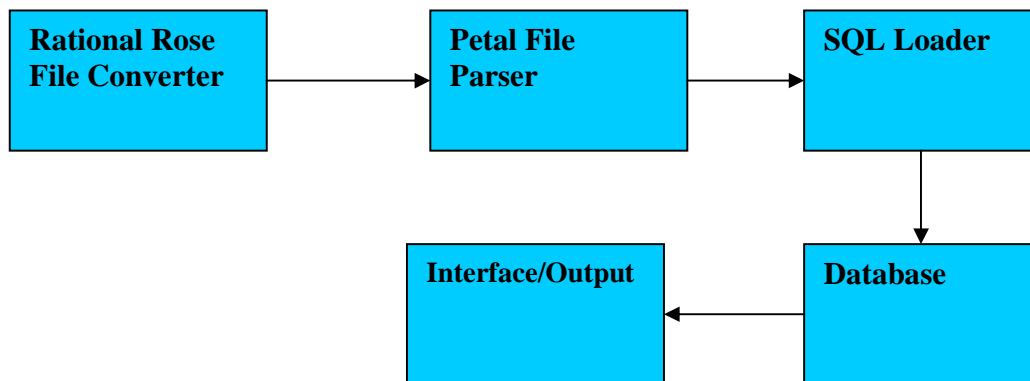 Rational Rose
File Converter
Petal File
Parser
SQL Loader
Interface/Output
Database